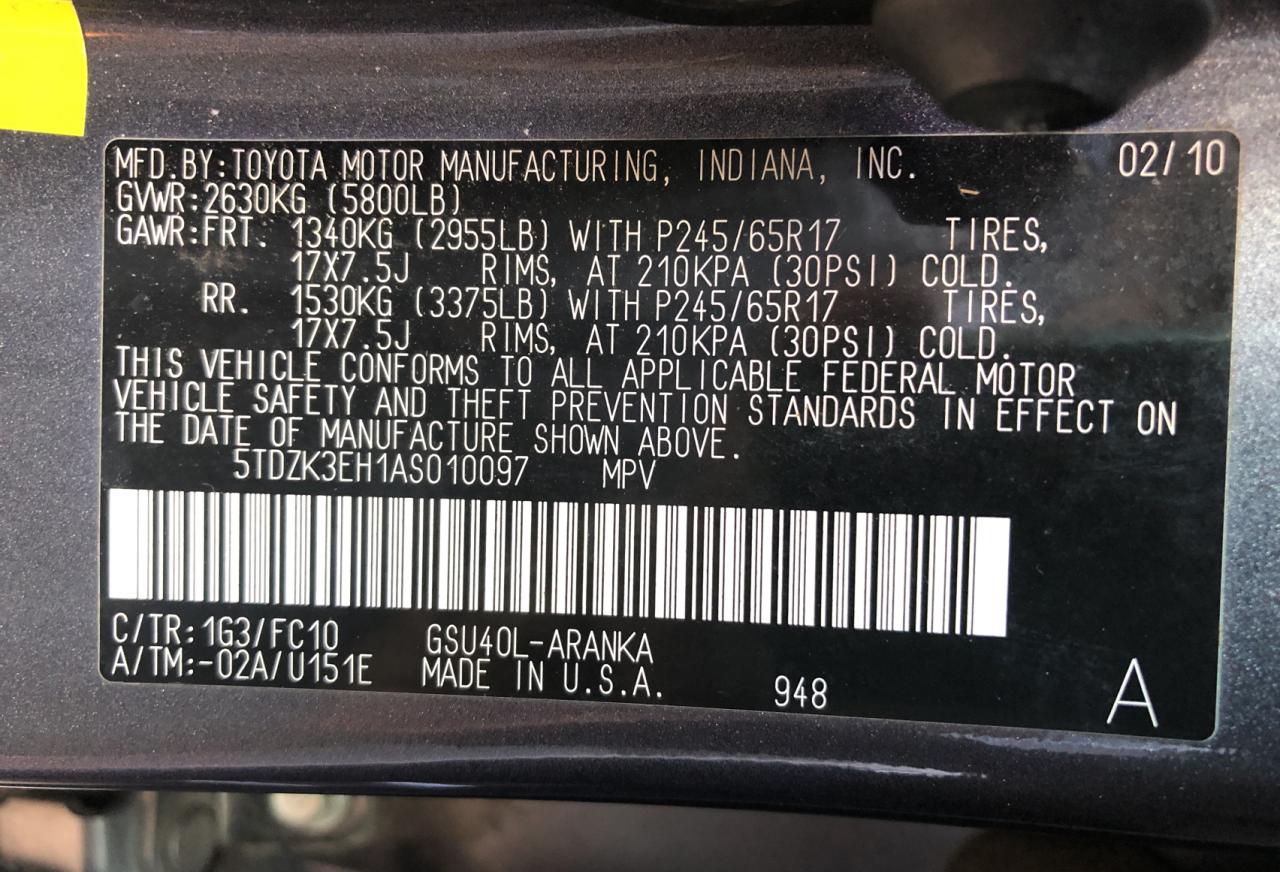 MFD.BY:TOYOTA MOTOR MANUFACTURING, INDIANA, INC. 02/10
GVWR:2630KG (5800LB)
GAWR:FRT. 1340KG (2955LB) WITH P245/65R17 TIRES,
17X7.5J RIMS, AT 210KPA (30PSI) COLD.
RR. 1530KG (3375LB) WITH P245/65R17 TIRES,
17X7.5J RIMS, AT 210KPA (30PSI) COLD.
THIS VEHICLE CONFORMS TO ALL APPLICABLE FEDERAL MOTOR
VEHICLE SAFETY AND THEFT PREVENTION STANDARDS IN EFFECT ON
THE DATE OF MANUFACTURE SHOWN ABOVE.
5TDZK3EH1AS010097 MPV
C/TR:1G3/FC10 GSU40L-ARANKA
A/TM:-02A/U151E MADE IN U.S.A. 948 A